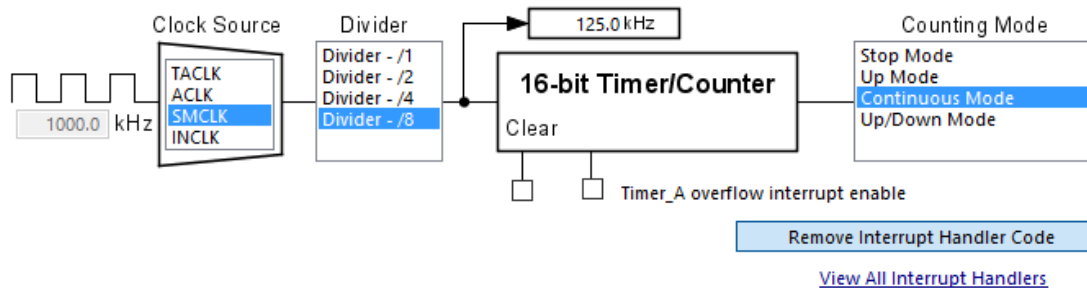 Clock Source
Divider
125.0 kHz
Counting Mode
1000.0 kHz
TACLK
ACLK
SMCLK
INCLK
Divider - /1
Divider - /2
Divider - /4
Divider - /8
16-bit Timer/Counter
Clear
Stop Mode
Up Mode
Continuous Mode
Up/Down Mode
Timer_A overflow interrupt enable
Remove Interrupt Handler Code
View All Interrupt Handlers